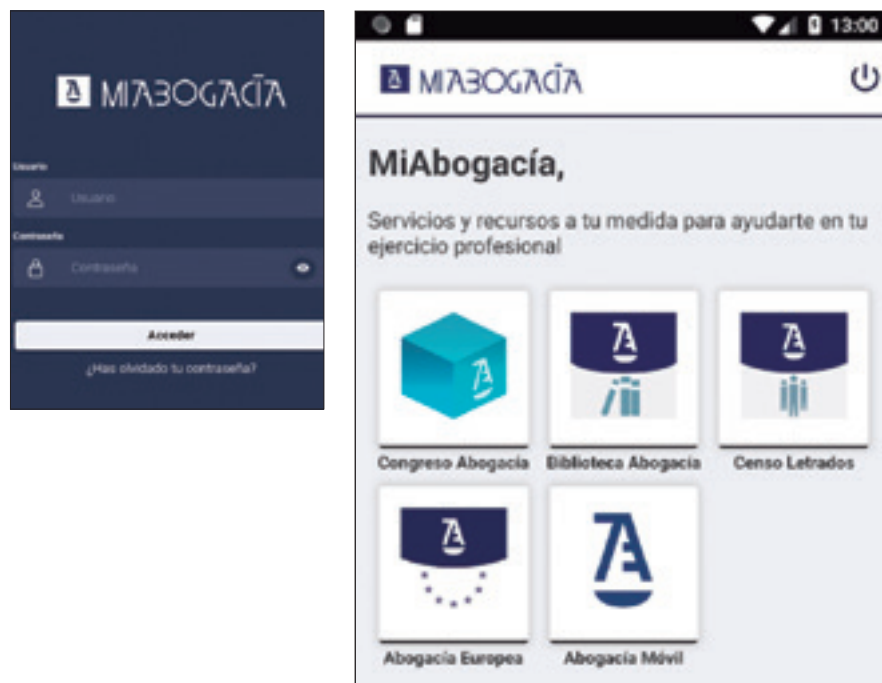 MIABOGACÍA
Usuario
Usuario
Contraseña
Contraseña
Acceder
¿Has olvidado tu contraseña?
13:00
MIABOGACÍA
MiAbogacía,
Servicios y recursos a tu medida para ayudarte en tu
ejercicio profesional
Congreso Abogacía Biblioteca Abogacía Censo Letrados
Abogacía Europea Abogacía Móvil